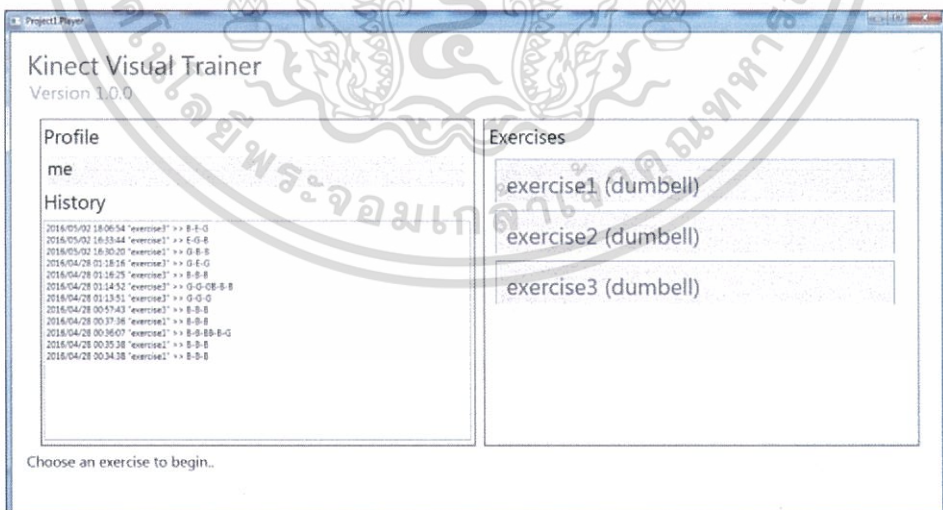 Project1.Player
Kinect Visual Trainer
Version 1.0.0
Profile
me
History
2016/05/02 18:06:54 "exercise3" >> B-E-G
2016/05/02 16:33:44 "exercise1" >> E-G-B
2016/05/02 16:30:20 "exercise1" >> G-B-B
2016/04/28 01:18:16 "exercise3" >> G-E-G
2016/04/28 01:16:25 "exercise3" >> B-B-B
2016/04/28 01:14:52 "exercise1" >> G-G-GB-B-B
2016/04/28 01:13:51 "exercise3" >> G-G-G
2016/04/28 00:57:43 "exercise3" >> B-B-B
2016/04/28 00:37:36 "exercise1" >> B-B-B
2016/04/28 00:36:07 "exercise1" >> B-B-BB-B-G
2016/04/28 00:35:38 "exercise1" >> B-B-B
2016/04/28 00:34:38 "exercise1" >> B-B-B
Exercises
exercise1 (dumbell)
exercise2 (dumbell)
exercise3 (dumbell)
Choose an exercise to begin..